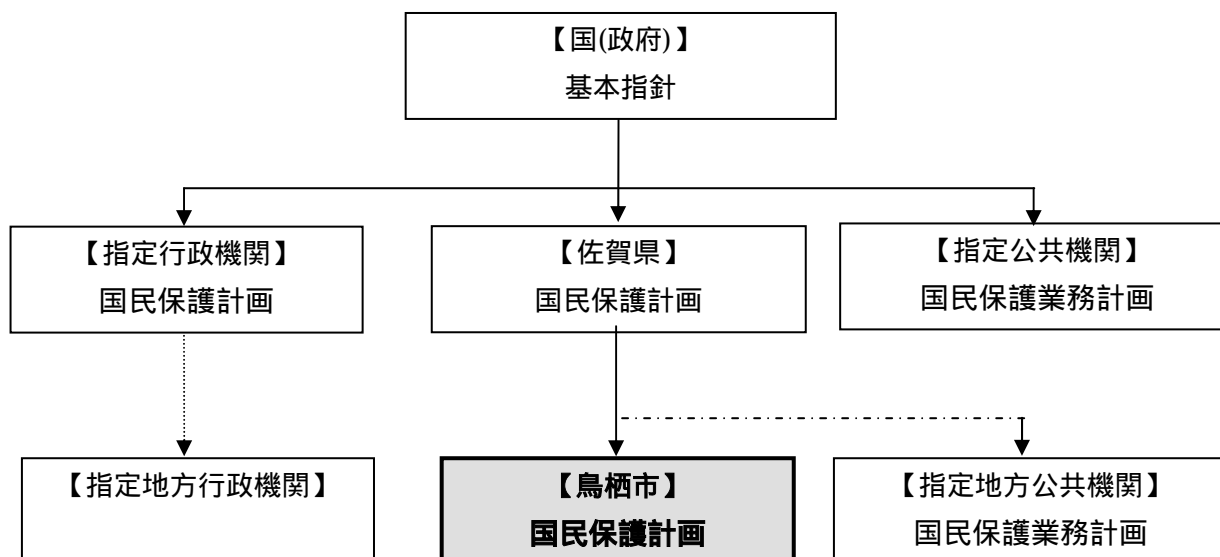 【国(政府)】
基本指針
【指定行政機関】
国民保護計画
【佐賀県】
国民保護計画
【指定公共機関】
国民保護業務計画
【指定地方行政機関】
【鳥栖市】
国民保護計画
【指定地方公共機関】
国民保護業務計画